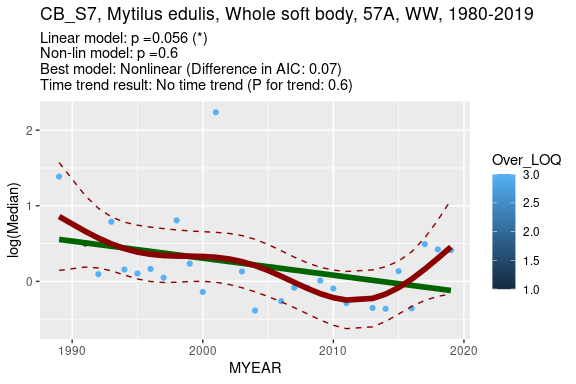 CB_S7, Mytilus edulis, Whole soft body, 57A, WW, 1980-2019
Linear model: p =0.056 (*)
Non-lin model: p =0.6
Best model: Nonlinear (Difference in AIC: 0.07)
Time trend result: No time trend (P for trend: 0.6)
2
1
0
log(Median)
1990
2000
2010
2020
MYEAR
Over_LOQ
3.0
2.5
2.0
1.5
1.0